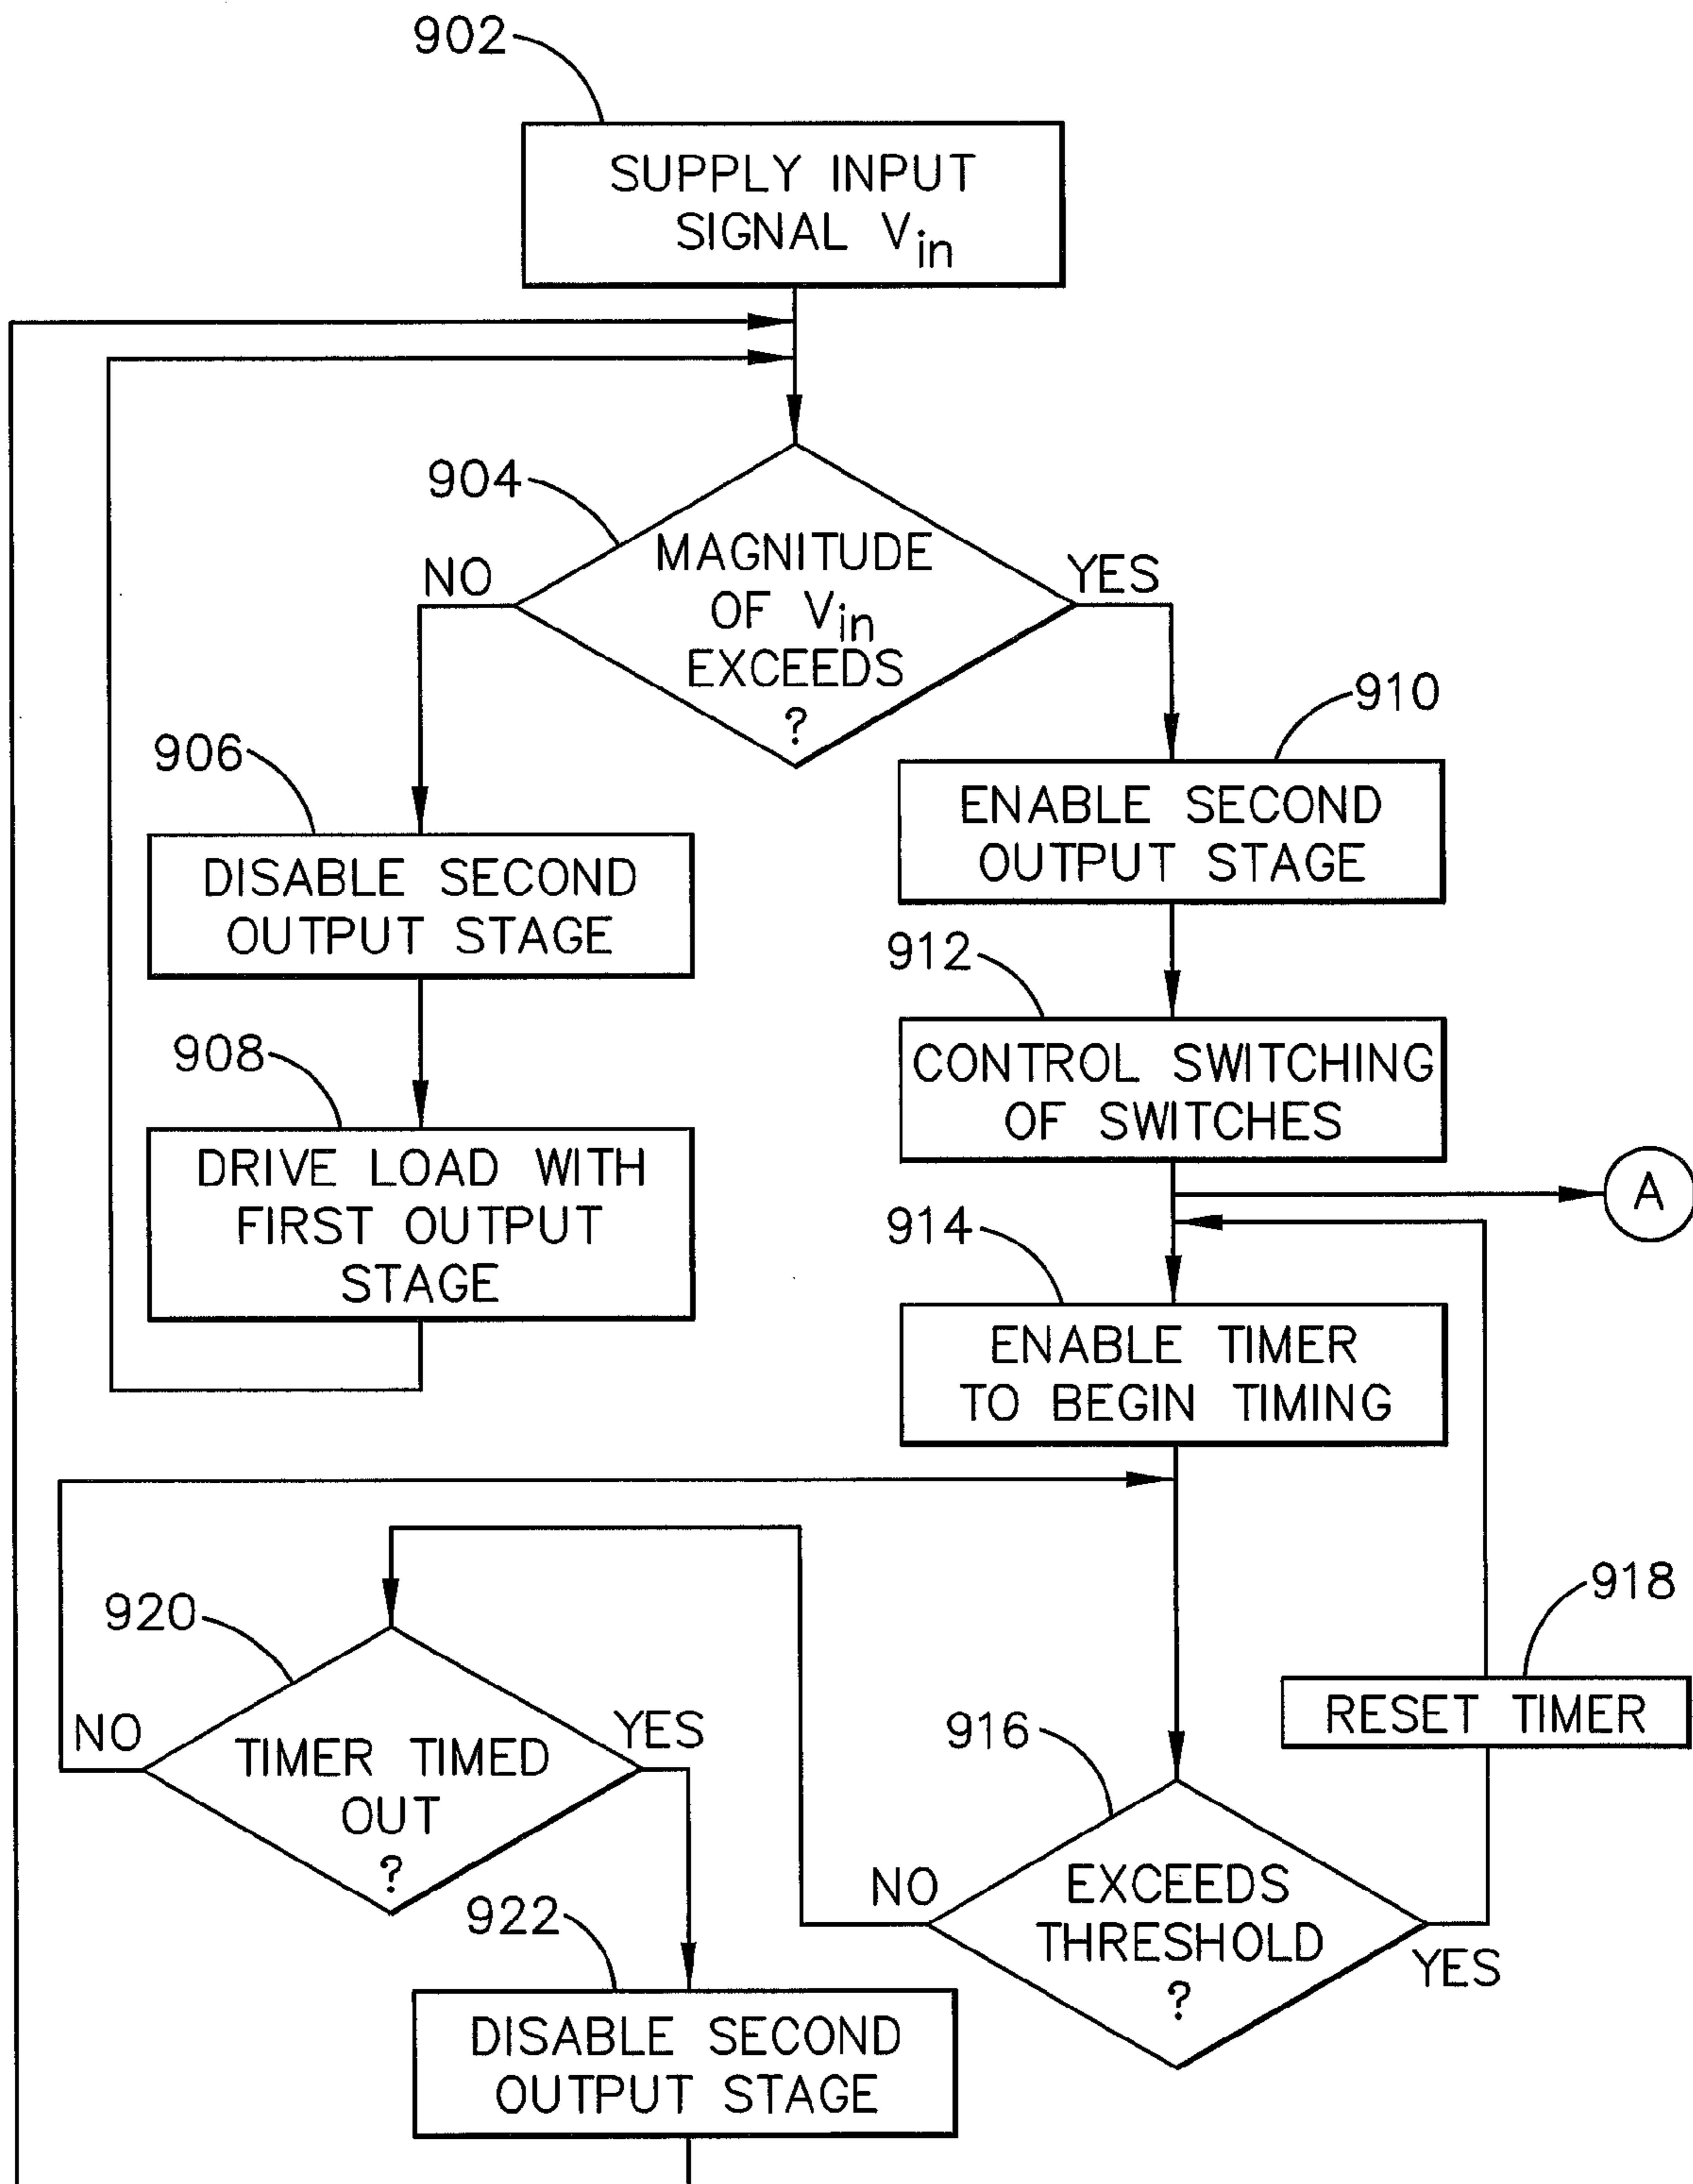 902
SUPPLY INPUT
SIGNAL Vin
904
MAGNITUDE
OF Vin
EXCEEDS
?
NO
YES
906
DISABLE SECOND
OUTPUT STAGE
910
ENABLE SECOND
OUTPUT STAGE
908
DRIVE LOAD WITH
FIRST OUTPUT
STAGE
912
CONTROL SWITCHING
OF SWITCHES
A
914
ENABLE TIMER
TO BEGIN TIMING
918
RESET TIMER
920
TIMER TIMED
OUT
?
NO
YES
916
EXCEEDS
THRESHOLD
?
NO
YES
922
DISABLE SECOND
OUTPUT STAGE